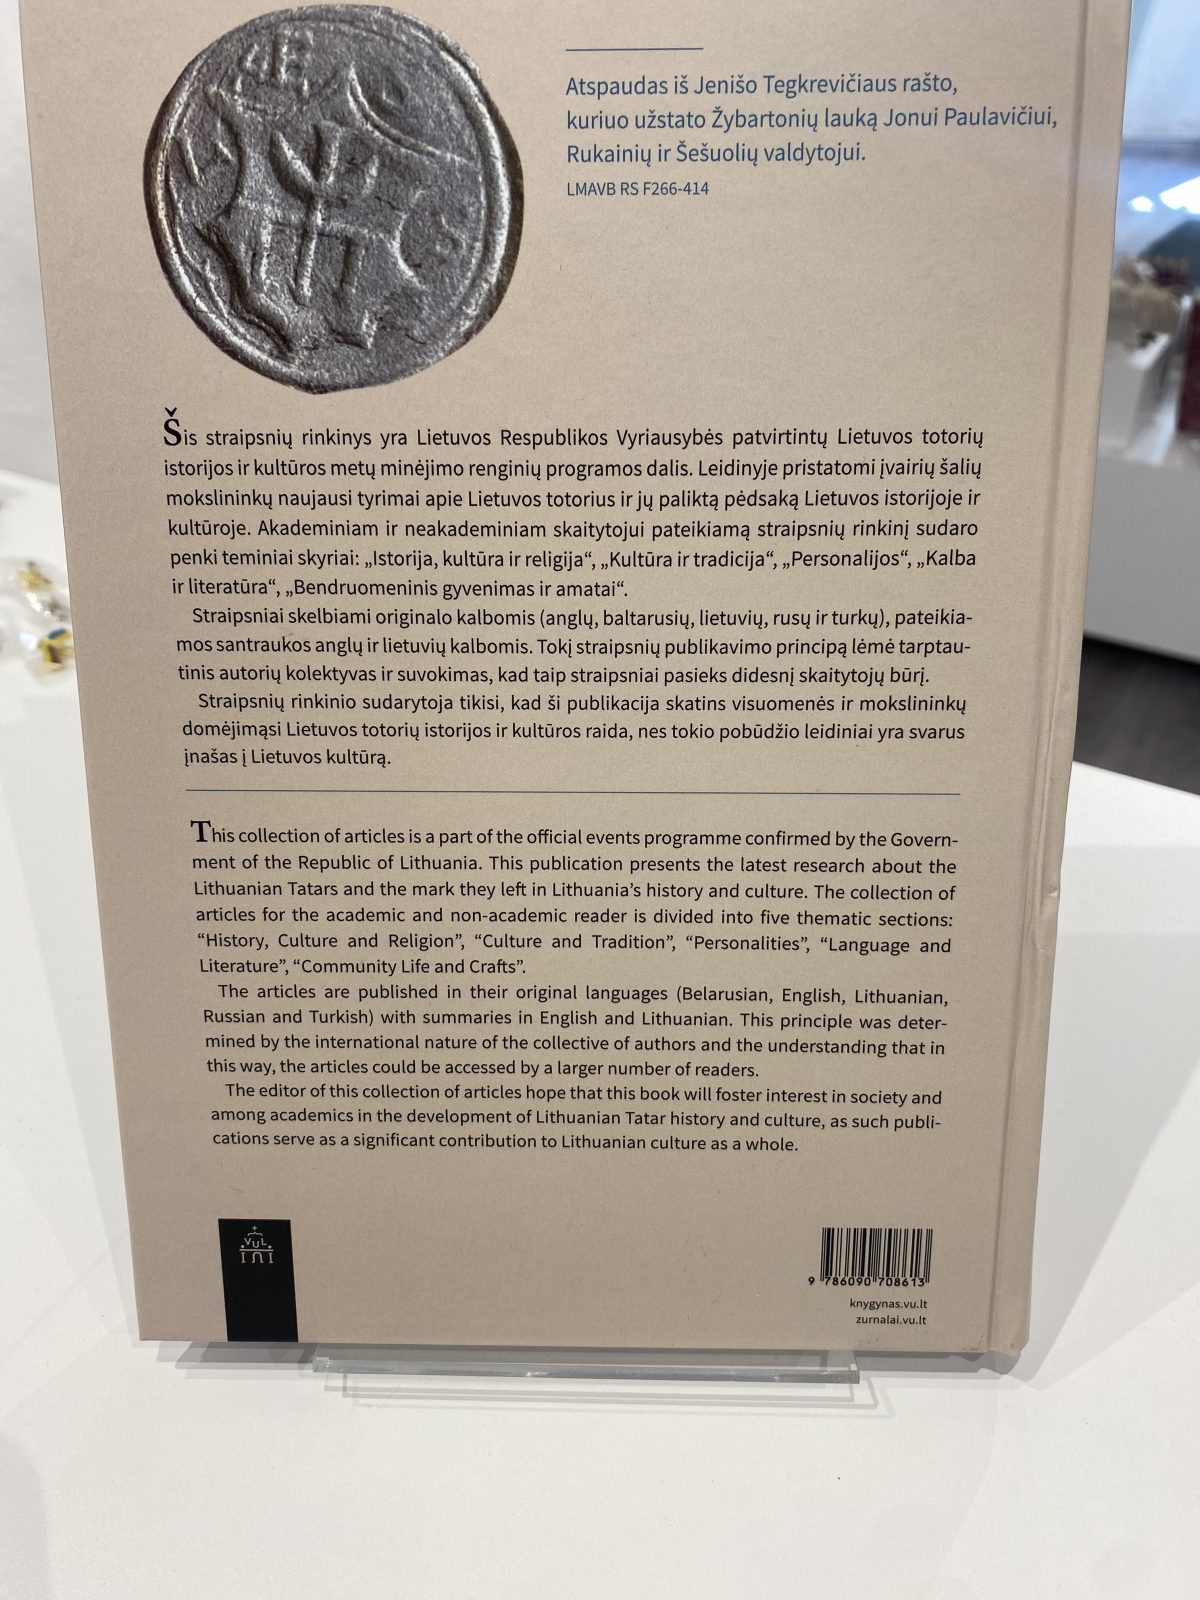 Atspaudas iš Jenišo Tegkrevičiaus rašto,
kuriuo užstato Žybartonių lauką Jonui Paulavičiui,
Rukainių ir Šešuolių valdytojui.
LMAVB RS F266-414
Šis straipsnių rinkinys yra Lietuvos Respublikos Vyriausybės patvirtintų Lietuvos totorių
istorijos ir kultūros metų minėjimo renginių programos dalis. Leidinyje pristatomi įvairių šalių
mokslininkų naujausi tyrimai apie Lietuvos totorius ir jų paliktą pėdsaką Lietuvos istorijoje ir
kultūroje. Akademiniam ir neakademiniam skaitytojui pateikiamą straipsnių rinkinį sudaro
penki teminiai skyriai: „Istorija, kultūra ir religija“, „Kultūra ir tradicija“, „Personalijos“, „Kalba
ir literatūra“, „Bendruomeninis gyvenimas ir amatai“.
Straipsniai skelbiami originalo kalbomis (anglų, baltarusių, lietuvių, rusų ir turkų), pateikia-
mos santraukos anglų ir lietuvių kalbomis. Tokį straipsnių publikavimo principą lėmė tarptau-
tinis autorių kolektyvas ir suvokimas, kad taip straipsniai pasieks didesnį skaitytojų būrį.
Straipsnių rinkinio sudarytoja tikisi, kad ši publikacija skatins visuomenės ir mokslininkų
domėjimąsi Lietuvos totorių istorijos ir kultūros raida, nes tokio pobūdžio leidiniai yra svarus
įnašas į Lietuvos kultūrą.
This collection of articles is a part of the official events programme confirmed by the Govern-
ment of the Republic of Lithuania. This publication presents the latest research about the
Lithuanian Tatars and the mark they left in Lithuania’s history and culture. The collection of
articles for the academic and non-academic reader is divided into five thematic sections:
“History, Culture and Religion”, “Culture and Tradition”, “Personalities”, “Language and
Literature”, “Community Life and Crafts”.
The articles are published in their original languages (Belarusian, English, Lithuanian,
Russian and Turkish) with summaries in English and Lithuanian. This principle was deter-
mined by the international nature of the collective of authors and the understanding that in
this way, the articles could be accessed by a larger number of readers.
The editor of this collection of articles hope that this book will foster interest in society and
among academics in the development of Lithuanian Tatar history and culture, as such publi-
cations serve as a significant contribution to Lithuanian culture as a whole.
VUL
9 786090 708613
knygynas.vu.lt
zurnalai.vu.lt